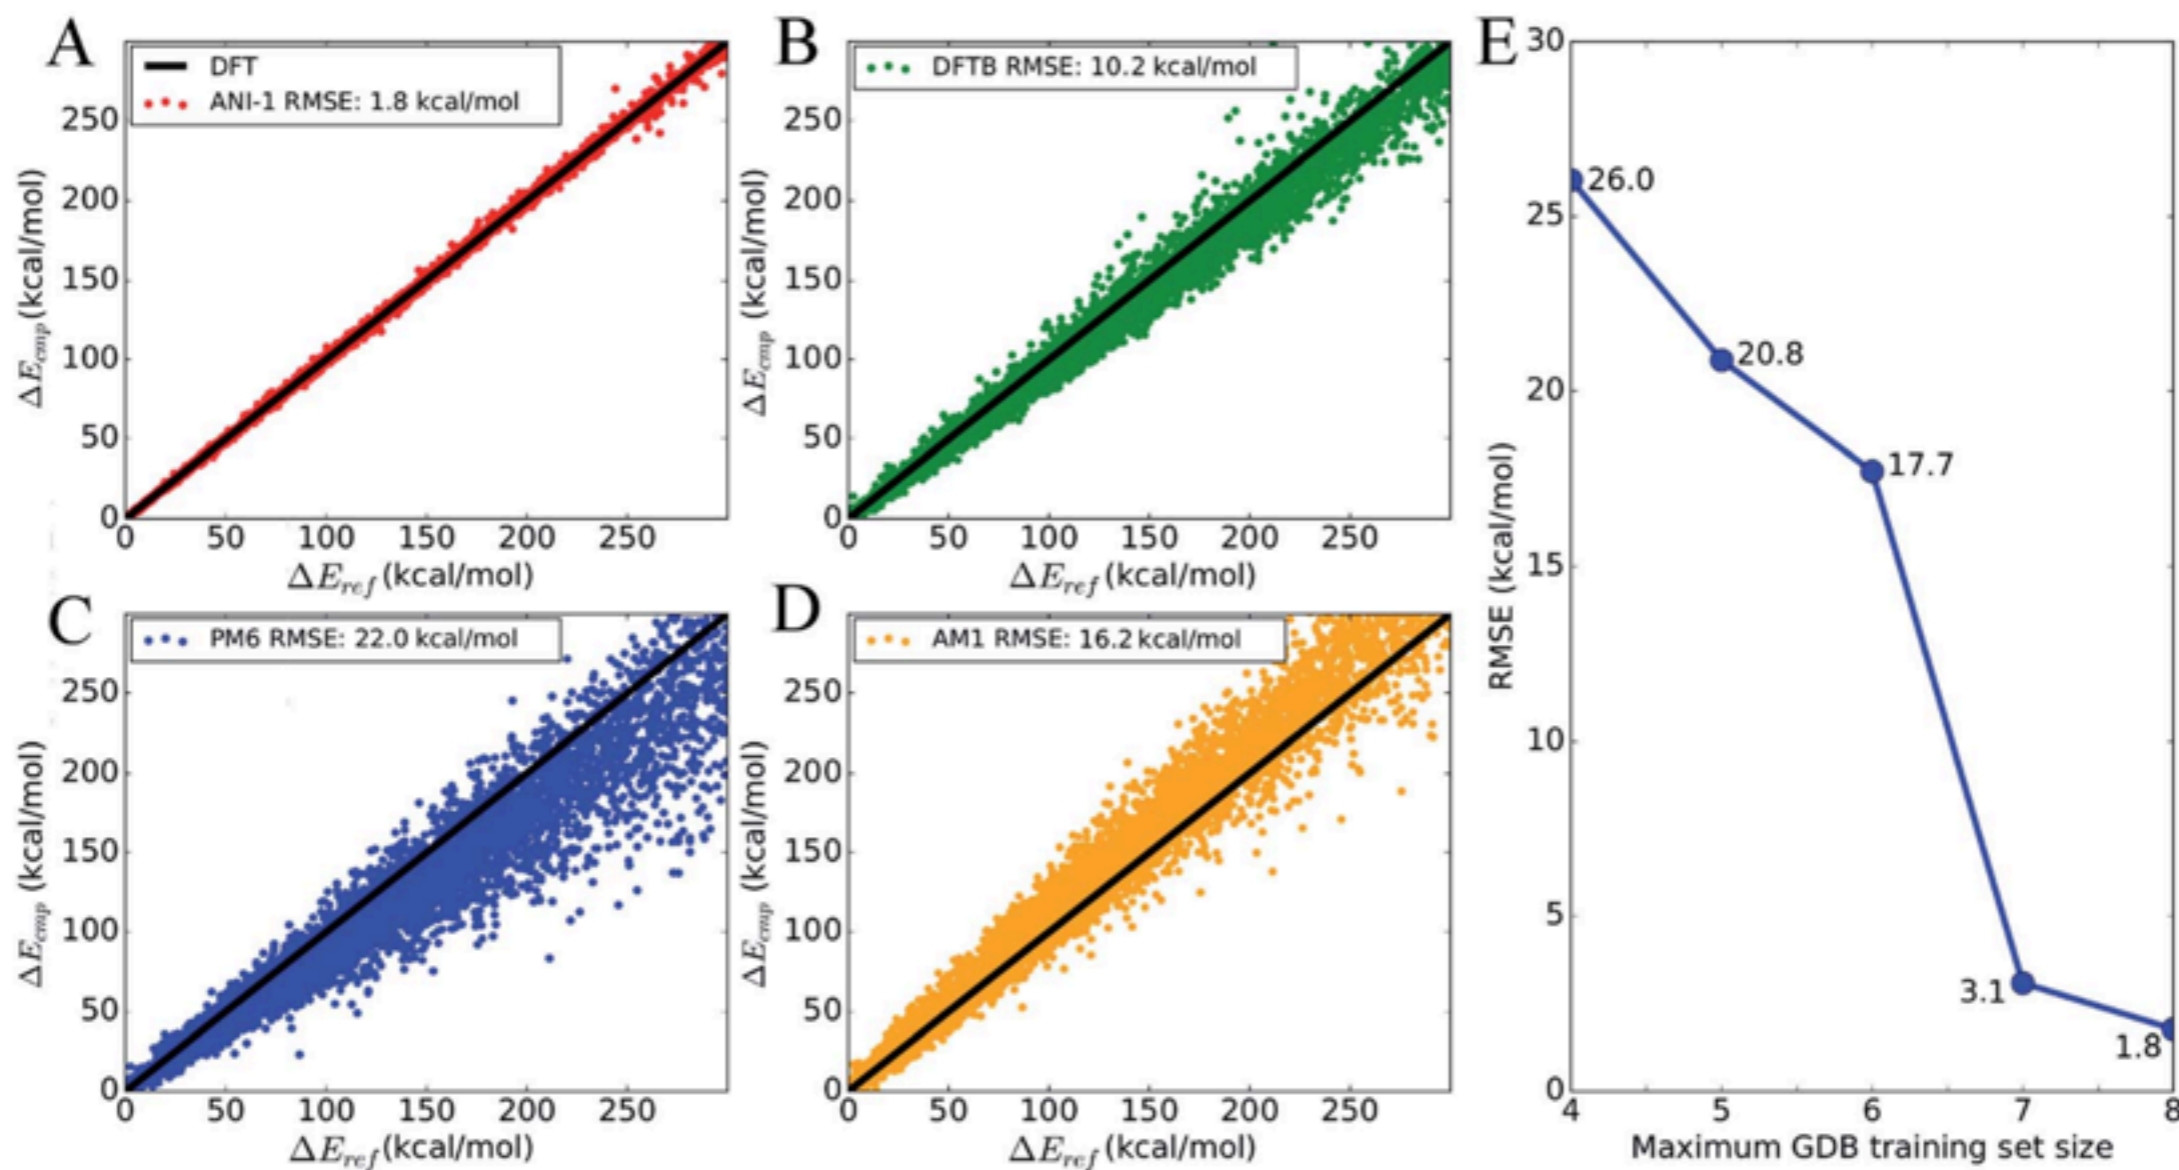 A
DFT
ANI-1 RMSE: 1.8 kcal/mol
250
200
150
100
50
0
ΔE_cmp (kcal/mol)
0 50 100 150 200 250
ΔE_ref (kcal/mol)
B
DFTB RMSE: 10.2 kcal/mol
250
200
150
100
50
0
ΔE_cmp (kcal/mol)
0 50 100 150 200 250
ΔE_ref (kcal/mol)
C
PM6 RMSE: 22.0 kcal/mol
250
200
150
100
50
0
ΔE_cmp (kcal/mol)
0 50 100 150 200 250
ΔE_ref (kcal/mol)
D
AM1 RMSE: 16.2 kcal/mol
250
200
150
100
50
0
ΔE_cmp (kcal/mol)
0 50 100 150 200 250
ΔE_ref (kcal/mol)
E
30
25
20
15
10
5
0
RMSE (kcal/mol)
26.0
20.8
17.7
3.1
1.8
4 5 6 7 8
Maximum GDB training set size